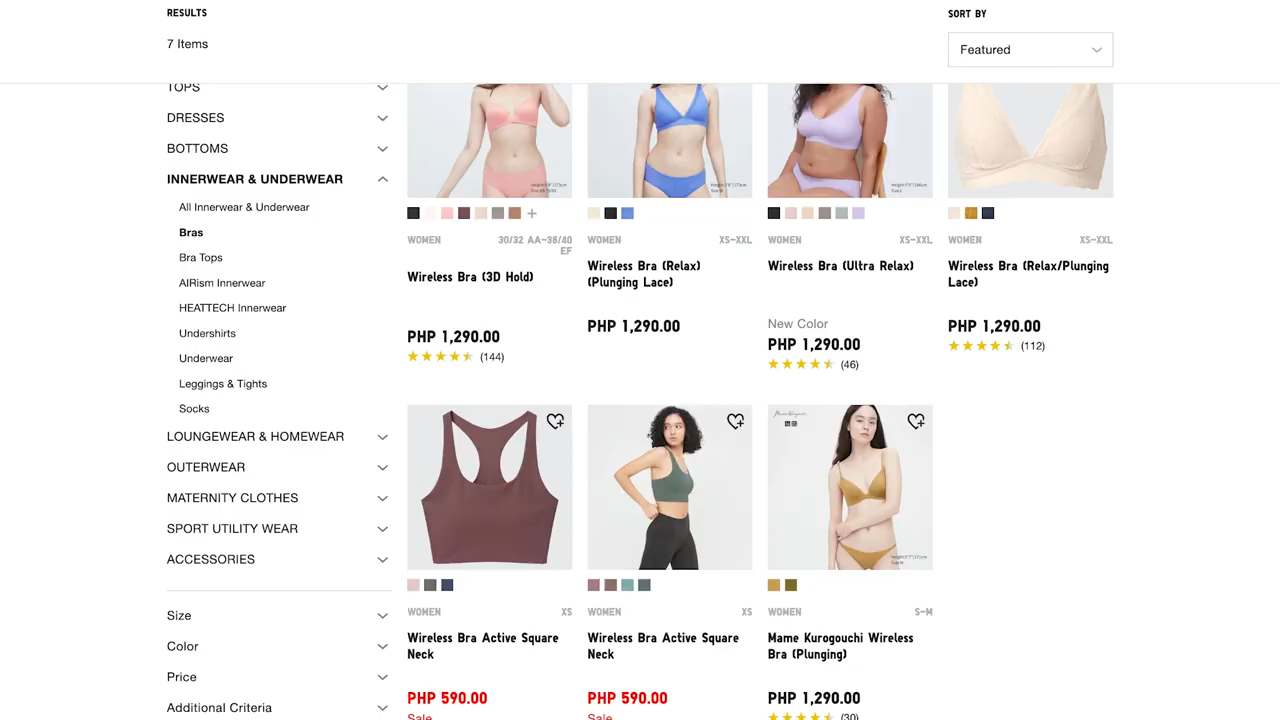 RESULTS
7 Items
SORT BY
Featured
TOPS
DRESSES
BOTTOMS
INNERWEAR & UNDERWEAR
All Innerwear & Underwear
Bras
Bra Tops
AIRism Innerwear
HEATTECH Innerwear
Undershirts
Underwear
Leggings & Tights
Socks
LOUNGEWEAR & HOMEWEAR
OUTERWEAR
MATERNITY CLOTHES
SPORT UTILITY WEAR
ACCESSORIES
Size
Color
Price
Additional Criteria
WOMEN 30/32 AA-38/40 EF
Wireless Bra (3D Hold)
PHP 1,290.00
(144)
WOMEN XS-XXL
Wireless Bra (Relax)
(Plunging Lace)
PHP 1,290.00
WOMEN XS-XXL
Wireless Bra (Ultra Relax)
New Color
PHP 1,290.00
(46)
WOMEN XS-XXL
Wireless Bra (Relax/Plunging
Lace)
PHP 1,290.00
(112)
WOMEN XS
Wireless Bra Active Square
Neck
PHP 590.00
Sale
WOMEN XS
Wireless Bra Active Square
Neck
PHP 590.00
Sale
Mame Kurogouchi
WOMEN S-M
Mame Kurogouchi Wireless
Bra (Plunging)
PHP 1,290.00
(30)